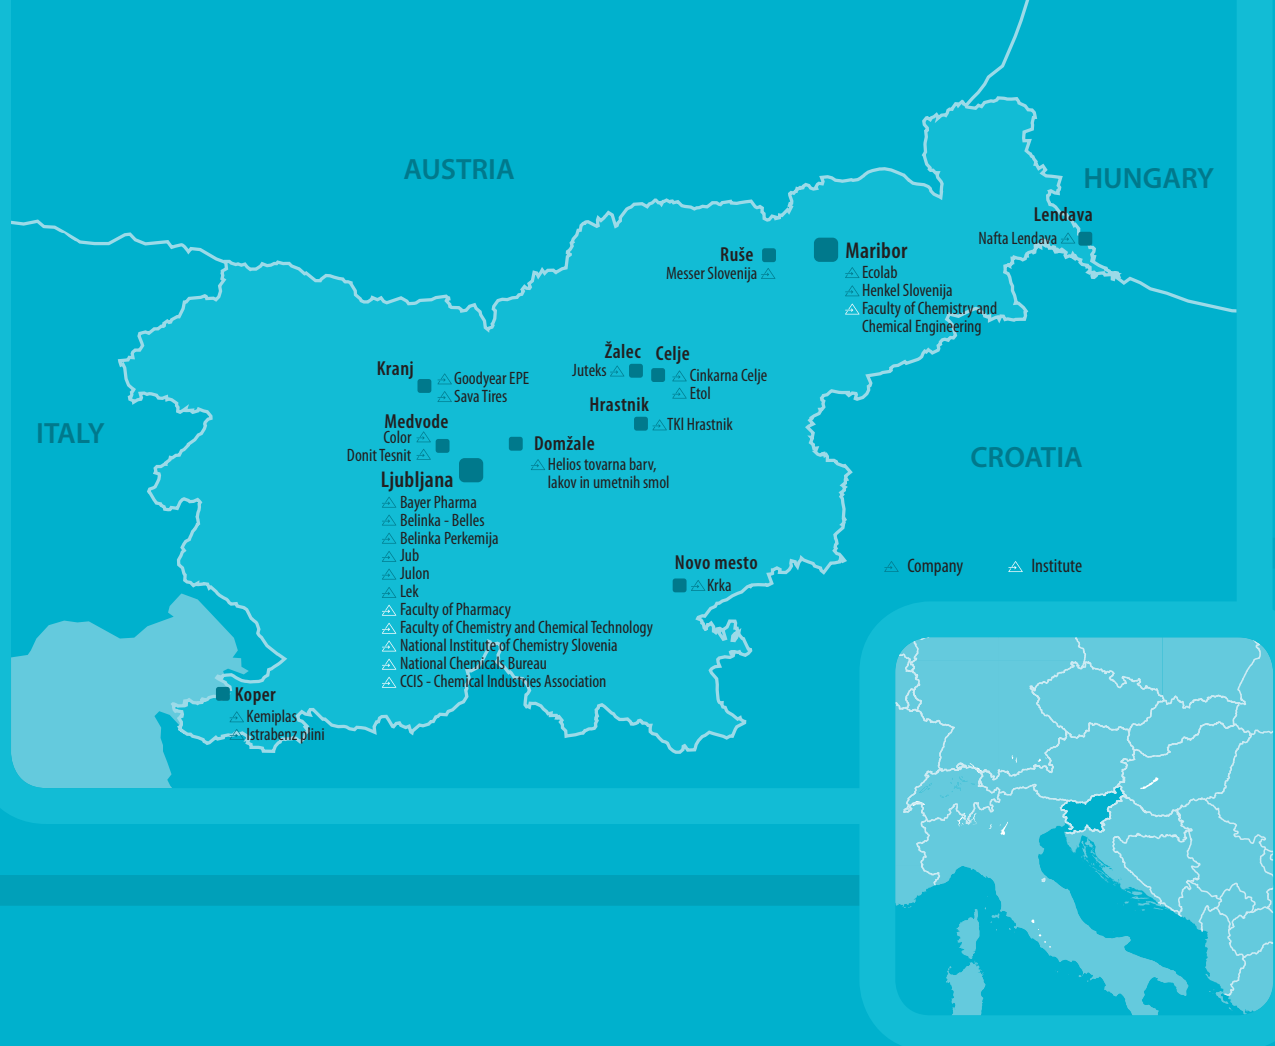 AUSTRIA
HUNGARY
Lendava
Nafta Lendava
Ruše
Messer Slovenija
Maribor
Ecolab
Henkel Slovenija
Faculty of Chemistry and
Chemical Engineering
Žalec
Juteks
Celje
Cinkarna Celje
Etol
Kranj
Goodyear EPE
Sava Tires
Hrastnik
TKI Hrastnik
ITALY
Medvode
Color
Donit Tesnit
Domžale
Helios tovarna barv,
lakov in umetnih smol
CROATIA
Ljubljana
Bayer Pharma
Belinka - Belles
Belinka Perkemija
Jub
Julon
Lek
Faculty of Pharmacy
Faculty of Chemistry and Chemical Technology
National Institute of Chemistry Slovenia
National Chemicals Bureau
CCIS - Chemical Industries Association
Novo mesto
Krka
Company
Institute
Koper
Kemiplas
Istrabenz plini